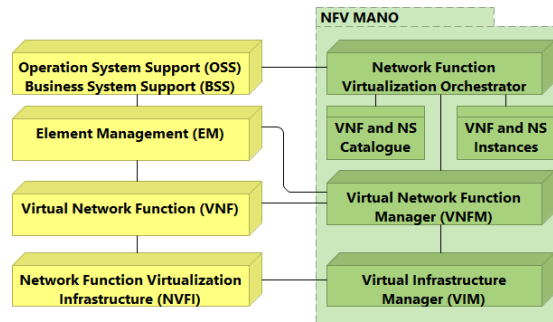 NFV MANO
Operation System Support (OSS)
Business System Support (BSS)
Network Function
Virtualization Orchestrator
VNF and NS
Catalogue
VNF and NS
Instances
Element Management (EM)
Virtual Network Function (VNF)
Virtual Network Function
Manager (VNFM)
Network Function Virtualization
Infrastructure (NVFI)
Virtual Infrastructure
Manager (VIM)